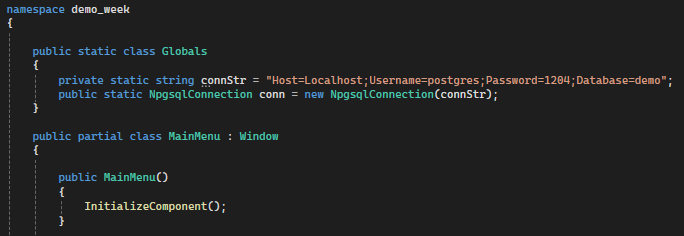 namespace demo_week
{
public static class Globals
{
private static string connStr = "Host=Localhost;Username=postgres;Password=1204;Database=demo";
public static NpgsqlConnection conn = new NpgsqlConnection(connStr);
}
public partial class MainMenu : Window
{
public MainMenu()
{
InitializeComponent();
}